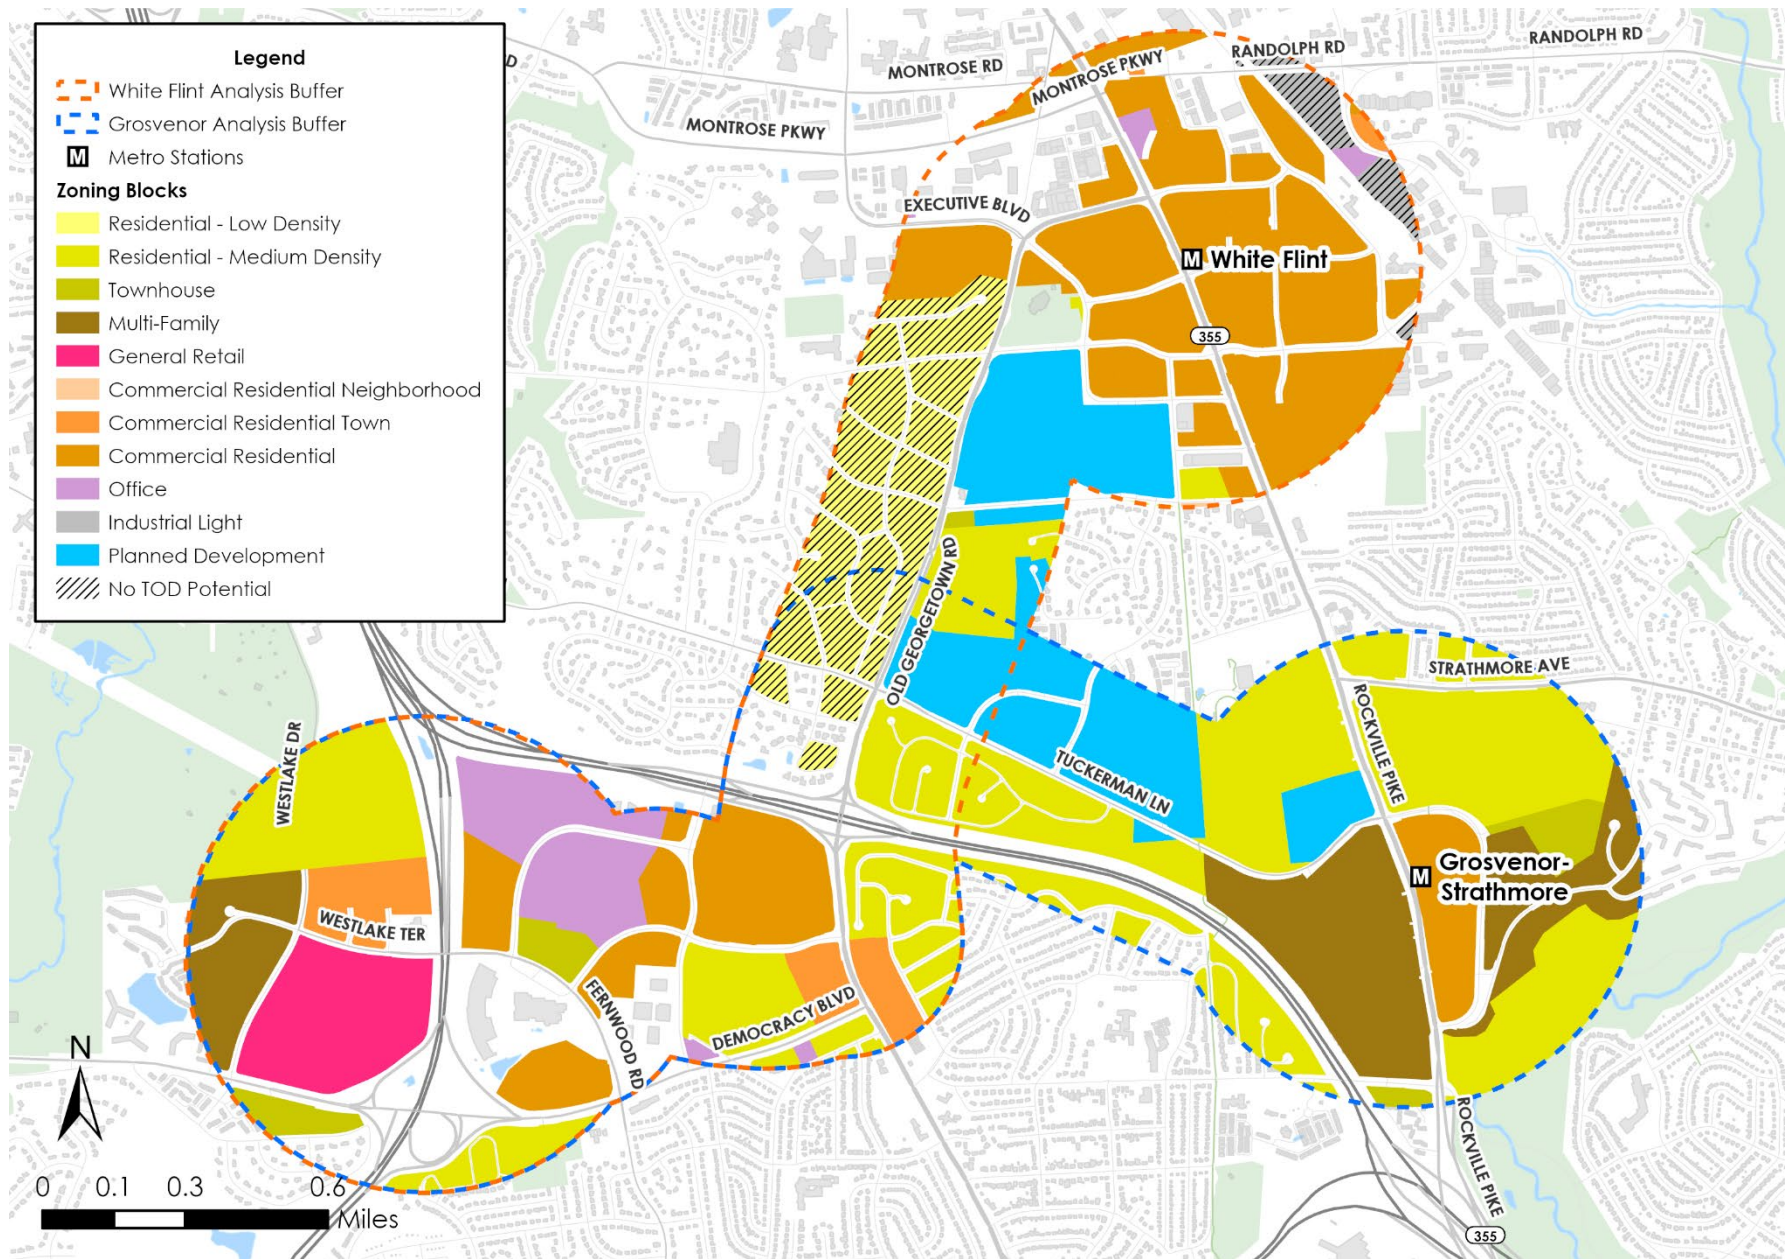 Legend
White Flint Analysis Buffer
Grosvenor Analysis Buffer
M Metro Stations
Zoning Blocks
Residential - Low Density
Residential - Medium Density
Townhouse
Multi-Family
General Retail
Commercial Residential Neighborhood
Commercial Residential Town
Commercial Residential
Office
Industrial Light
Planned Development
No TOD Potential
MONTROSE RD
MONTROSE PKWY
RANDOLPH RD
RANDOLPH RD
MONTROSE PKWY
EXECUTIVE BLVD
M White Flint
355
OLD GEORGETOWN RD
STRATHMORE AVE
ROCKVILLE PIKE
TUCKERMAN LN
WESTLAKE DR
M Grosvenor-
Strathmore
WESTLAKE TER
FERNWOOD RD
DEMOCRACY BLVD
ROCKVILLE PIKE
355
N
0 0.1 0.3 0.6
Miles